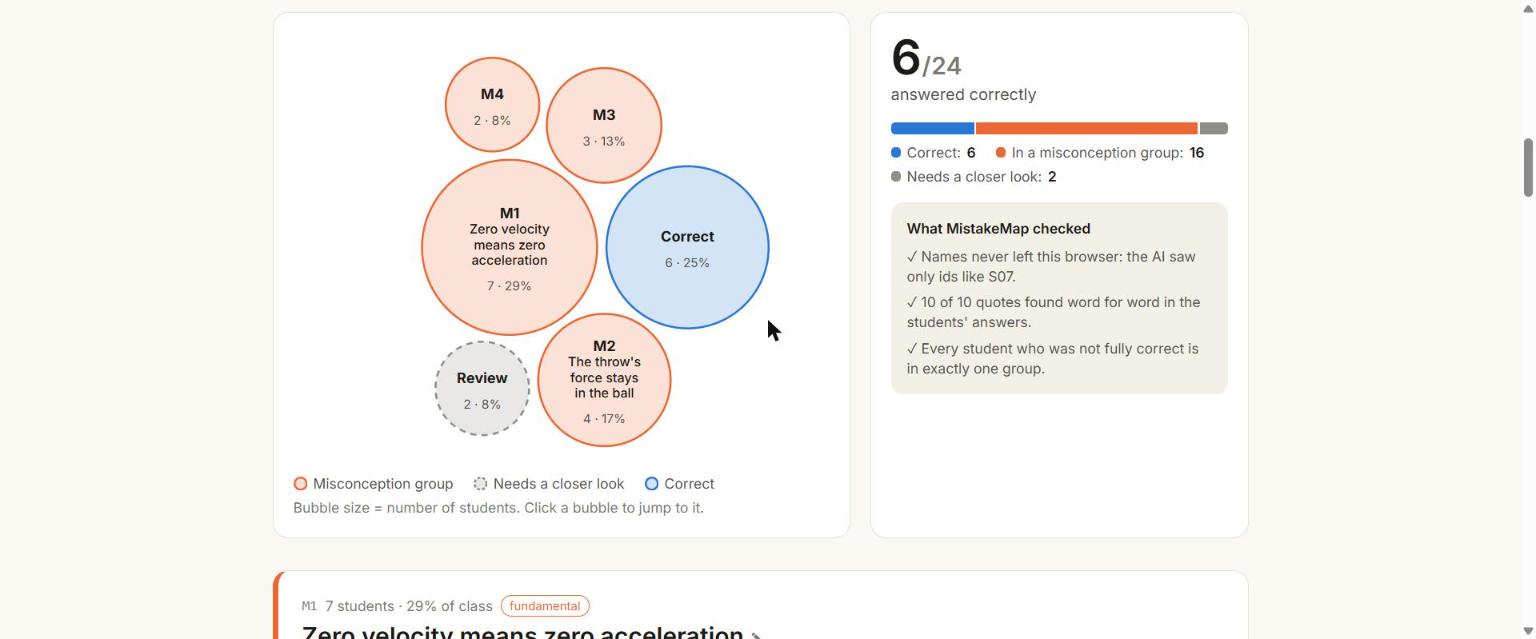 M4
2 · 8%
M3
3 · 13%
M1
Zero velocity
means zero
acceleration
7 · 29%
Correct
6 · 25%
Review
2 · 8%
M2
The throw's
force stays
in the ball
4 · 17%
Misconception group
Needs a closer look
Correct
Bubble size = number of students. Click a bubble to jump to it.
6/24
answered correctly
Correct: 6
In a misconception group: 16
Needs a closer look: 2
What MistakeMap checked
✓ Names never left this browser: the AI saw
only ids like S07.
✓ 10 of 10 quotes found word for word in the
students' answers.
✓ Every student who was not fully correct is
in exactly one group.
M1 7 students · 29% of class fundamental
Zero velocity means zero acceleration